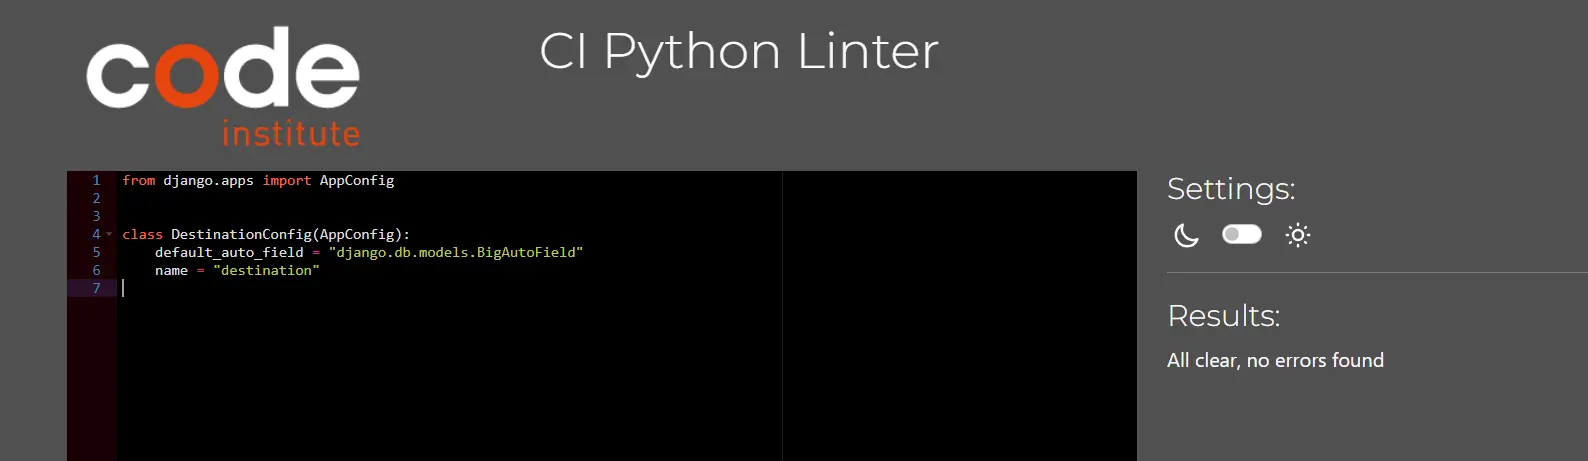 code
institute
CI Python Linter
1 from django.apps import AppConfig
2
3
4 class DestinationConfig(AppConfig):
5     default_auto_field = "django.db.models.BigAutoField"
6     name = "destination"
7
Settings:
Results:
All clear, no errors found